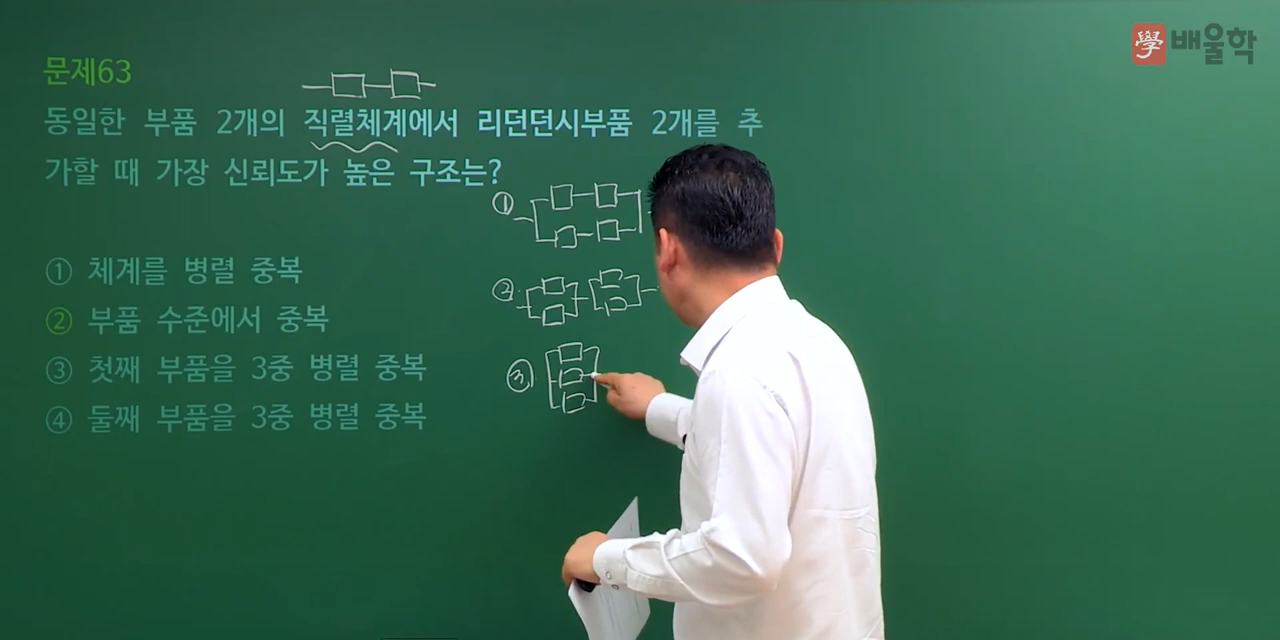 學 배울학
문제63
동일한 부품 2개의 직렬체계에서 리던던시부품 2개를 추
가할 때 가장 신뢰도가 높은 구조는?
① 체계를 병렬 중복
② 부품 수준에서 중복
③ 첫째 부품을 3중 병렬 중복
④ 둘째 부품을 3중 병렬 중복
①
②
③